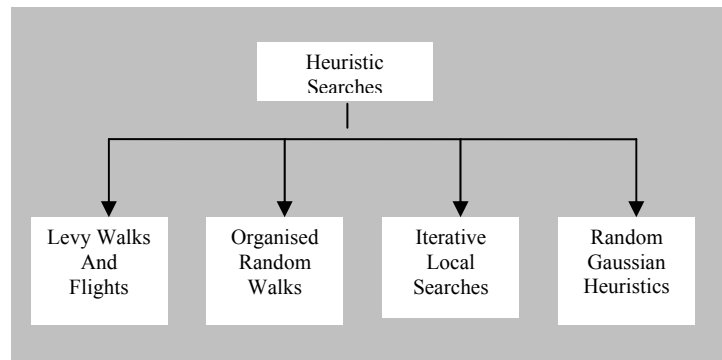 Heuristic
Searches
Levy Walks
And
Flights
Organised
Random
Walks
Iterative
Local
Searches
Random
Gaussian
Heuristics